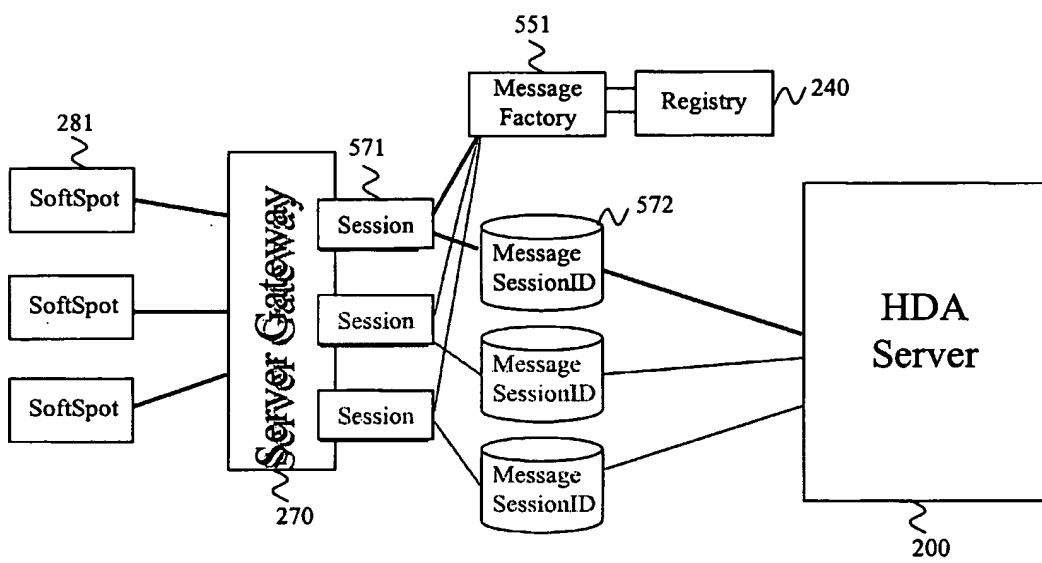 551
Message
Factory
Registry
240
281
571
SoftSpot
Server Gateway
Session
572
Message
SessionID
SoftSpot
Session
Message
SessionID
HDA
Server
SoftSpot
Session
Message
SessionID
270
200